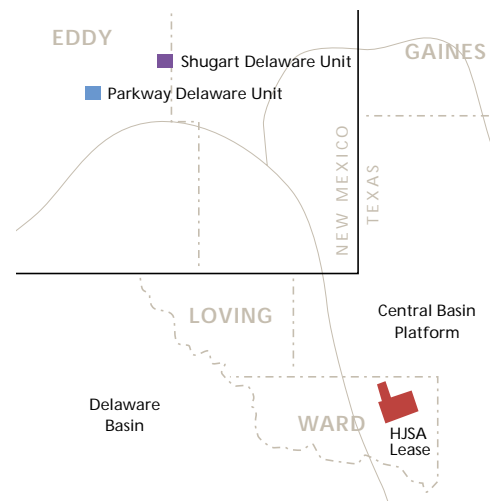 EDDY
GAINES
Shugart Delaware Unit
Parkway Delaware Unit
NEW MEXICO
TEXAS
LOVING
Central Basin
Platform
Delaware
Basin
WARD
HJSA
Lease